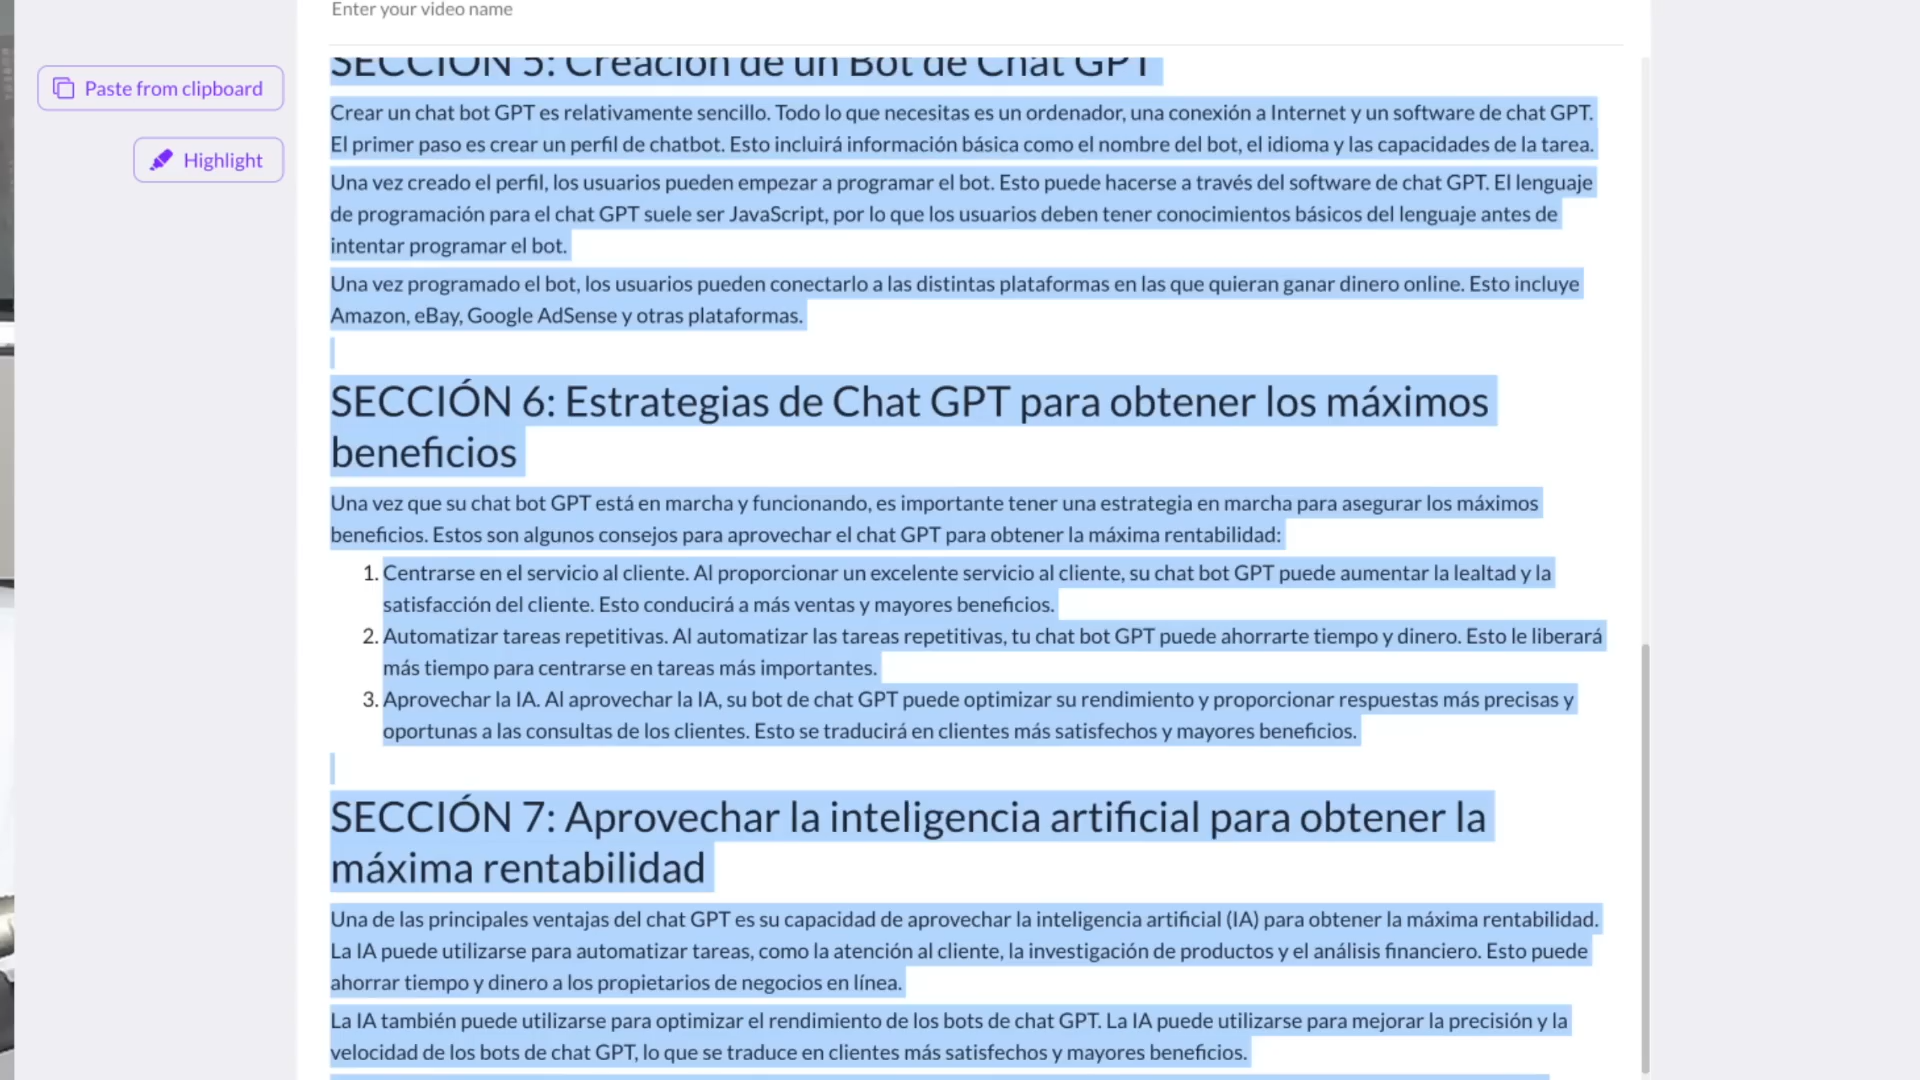 Enter your video name
Paste from clipboard
Highlight
SECCIÓN 5: Creación de un Bot de Chat GPT
Crear un chat bot GPT es relativamente sencillo. Todo lo que necesitas es un ordenador, una conexión a Internet y un software de chat GPT.
El primer paso es crear un perfil de chatbot. Esto incluirá información básica como el nombre del bot, el idioma y las capacidades de la tarea.
Una vez creado el perfil, los usuarios pueden empezar a programar el bot. Esto puede hacerse a través del software de chat GPT. El lenguaje
de programación para el chat GPT suele ser JavaScript, por lo que los usuarios deben tener conocimientos básicos del lenguaje antes de
intentar programar el bot.
Una vez programado el bot, los usuarios pueden conectarlo a las distintas plataformas en las que quieran ganar dinero online. Esto incluye
Amazon, eBay, Google AdSense y otras plataformas.
SECCIÓN 6: Estrategias de Chat GPT para obtener los máximos
beneficios
Una vez que su chat bot GPT está en marcha y funcionando, es importante tener una estrategia en marcha para asegurar los máximos
beneficios. Estos son algunos consejos para aprovechar el chat GPT para obtener la máxima rentabilidad:
1. Centrarse en el servicio al cliente. Al proporcionar un excelente servicio al cliente, su chat bot GPT puede aumentar la lealtad y la
satisfacción del cliente. Esto conducirá a más ventas y mayores beneficios.
2. Automatizar tareas repetitivas. Al automatizar las tareas repetitivas, tu chat bot GPT puede ahorrarte tiempo y dinero. Esto le liberará
más tiempo para centrarse en tareas más importantes.
3. Aprovechar la IA. Al aprovechar la IA, su bot de chat GPT puede optimizar su rendimiento y proporcionar respuestas más precisas y
oportunas a las consultas de los clientes. Esto se traducirá en clientes más satisfechos y mayores beneficios.
SECCIÓN 7: Aprovechar la inteligencia artificial para obtener la
máxima rentabilidad
Una de las principales ventajas del chat GPT es su capacidad de aprovechar la inteligencia artificial (IA) para obtener la máxima rentabilidad.
La IA puede utilizarse para automatizar tareas, como la atención al cliente, la investigación de productos y el análisis financiero. Esto puede
ahorrar tiempo y dinero a los propietarios de negocios en línea.
La IA también puede utilizarse para optimizar el rendimiento de los bots de chat GPT. La IA puede utilizarse para mejorar la precisión y la
velocidad de los bots de chat GPT, lo que se traduce en clientes más satisfechos y mayores beneficios.